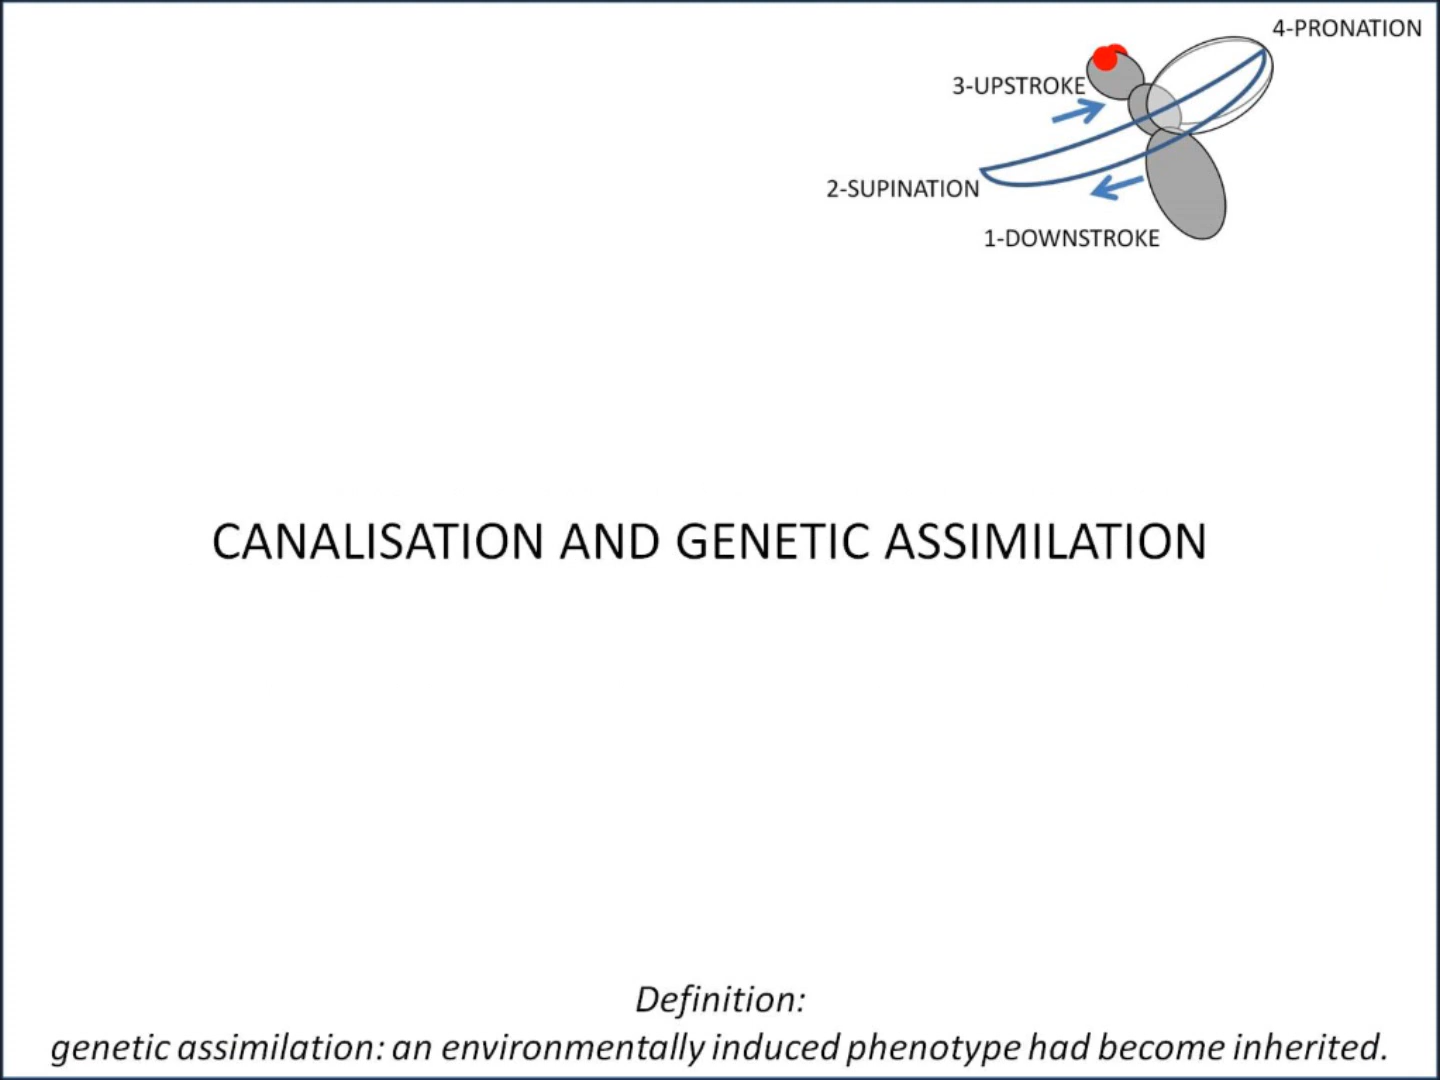 4-PRONATION
3-UPSTROKE
2-SUPINATION
1-DOWNSTROKE
CANALISATION AND GENETIC ASSIMILATION
Definition:
genetic assimilation: an environmentally induced phenotype had become inherited.